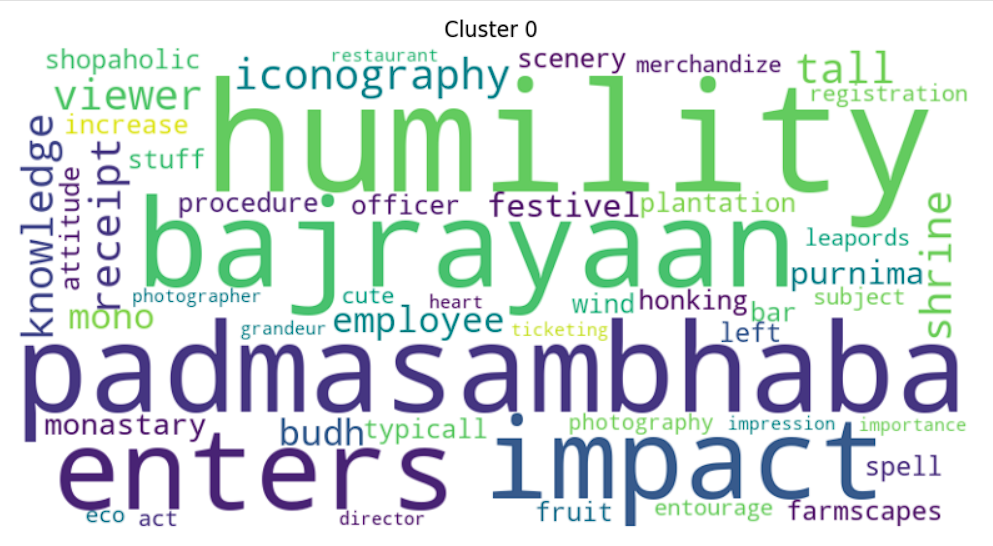 Cluster 0
shopaholic
restaurant
scenery
merchandize
tall
iconography
viewer
registration
humility
increase
knowledge
receipt
stuff
attitude
procedure
officer
festivel
plantation
bajrayaan
shrine
leapords
purnima
photographer
cute
heart
wind
honking
bar
subject
mono
grandeur
employee
ticketing
left
padmasambhaba
monastary
budh
typicall
photography
impression
importance
enters
impact
spell
eco
act
director
fruit
entourage
farmscapes